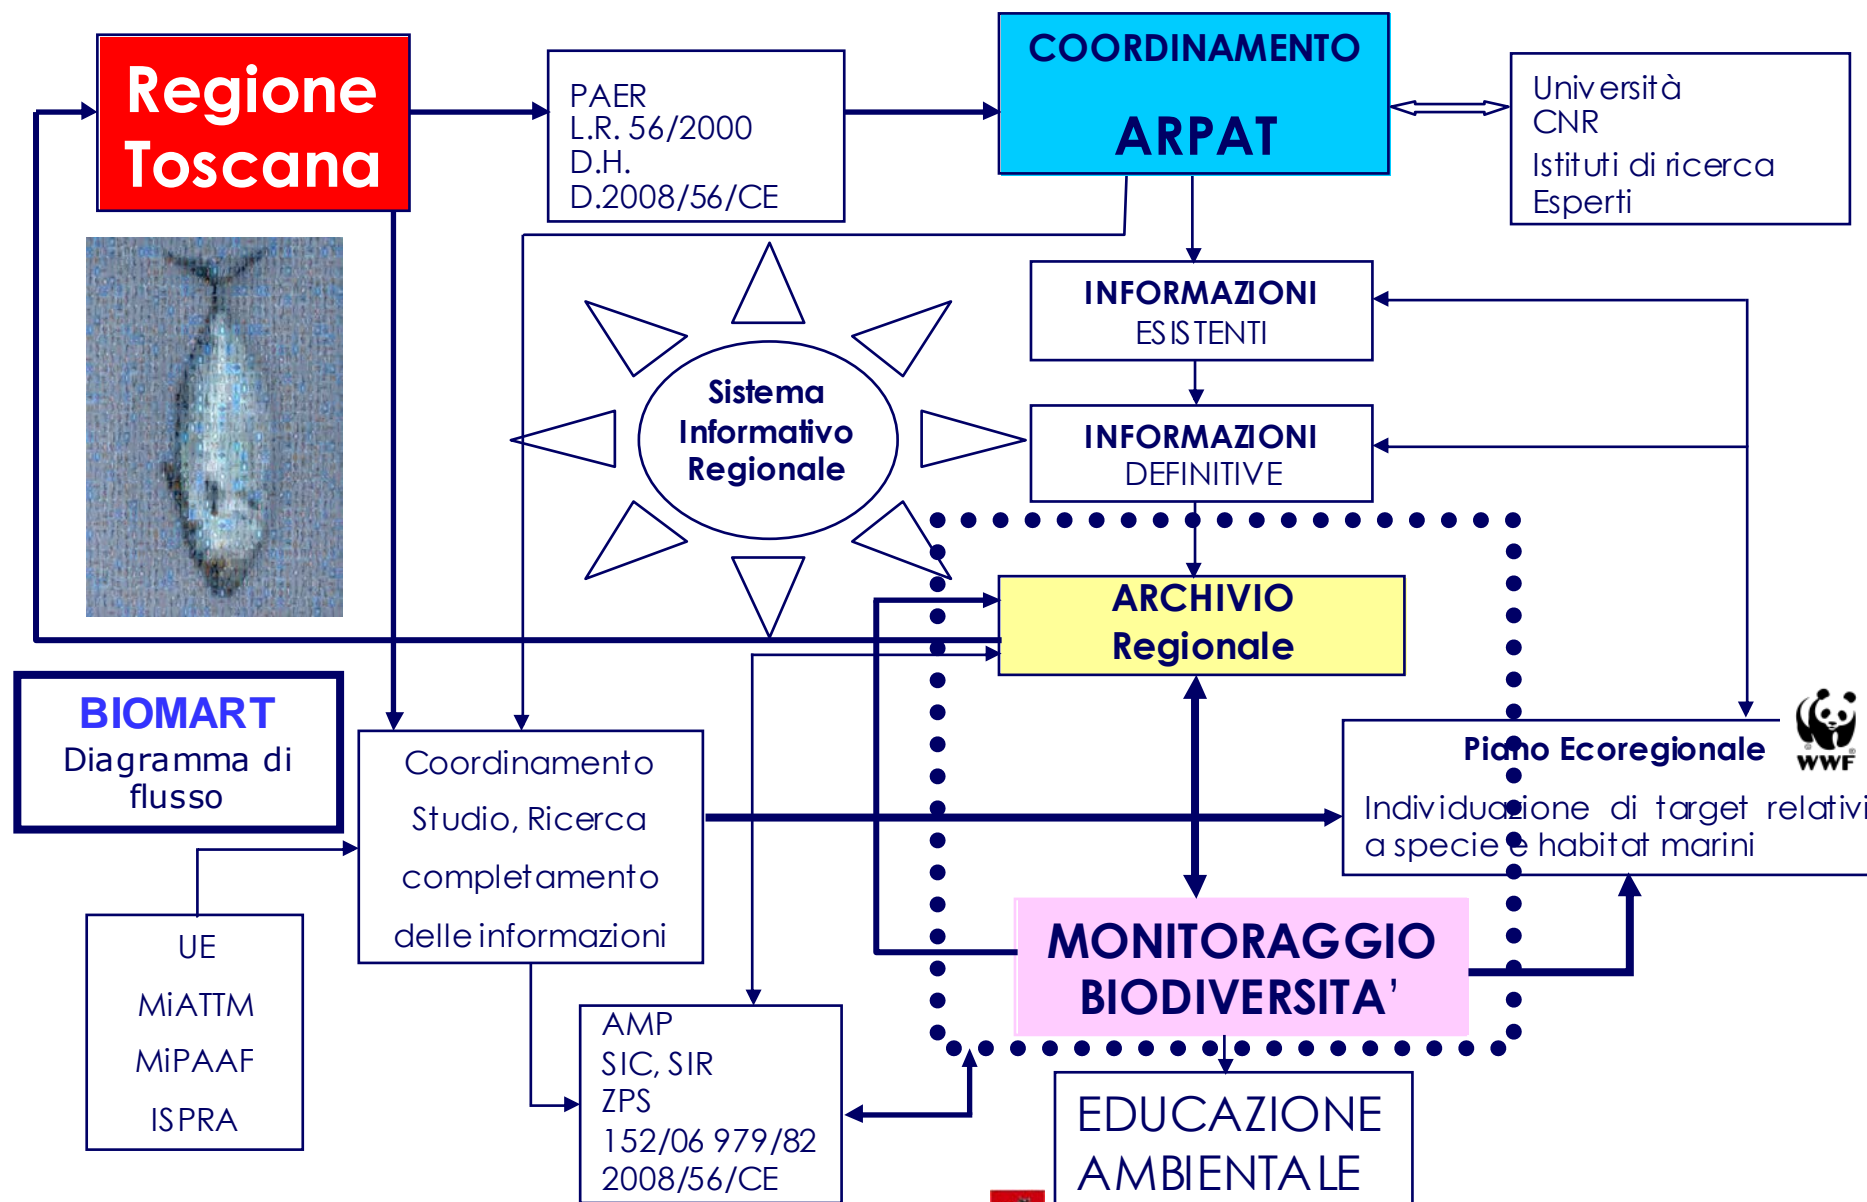 Regione
Toscana
PAER
L.R. 56/2000
D.H.
D.2008/56/CE
COORDINAMENTO
ARPAT
Università
CNR
Istituti di ricerca
Esperti
INFORMAZIONI
ESISTENTI
Sistema
Informativo
Regionale
INFORMAZIONI
DEFINITIVE
ARCHIVIO
Regionale
BIOMART
Diagramma di
flusso
Coordinamento
Studio, Ricerca
completamento
delle informazioni
Piano Ecoregionale
WWF
Individuazione di target relativi
a specie e habitat marini
UE
MiATTM
MiPAAF
ISPRA
MONITORAGGIO
BIODIVERSITA'
AMP
SIC, SIR
ZPS
152/06 979/82
2008/56/CE
EDUCAZIONE
AMBIENTALE